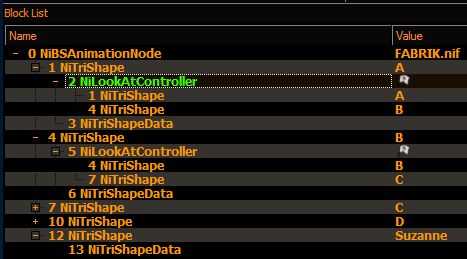 Block List
Name Value
0 NiBSAnimationNode FABRIK.nif
1 NiTriShape A
2 NiLookAtController
1 NiTriShape A
4 NiTriShape B
3 NiTriShapeData
4 NiTriShape B
5 NiLookAtController
4 NiTriShape B
7 NiTriShape C
6 NiTriShapeData
7 NiTriShape C
10 NiTriShape D
12 NiTriShape Suzanne
13 NiTriShapeData